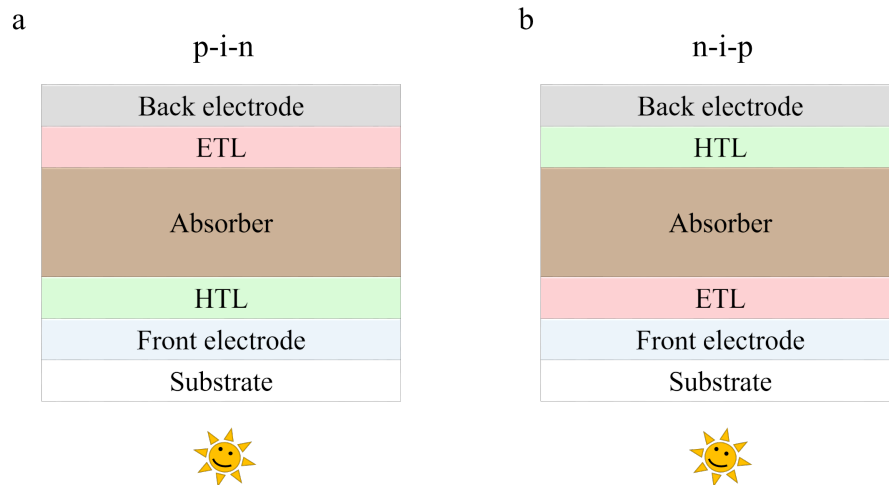 a
p-i-n
Back electrode
ETL
Absorber
HTL
Front electrode
Substrate
b
n-i-p
Back electrode
HTL
Absorber
ETL
Front electrode
Substrate